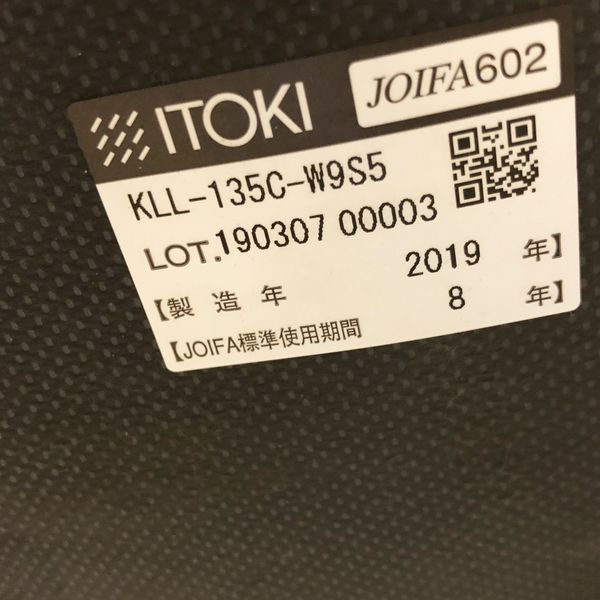 ITOKI
JOIFA602
KLL-135C-W9S5
LOT.190307 00003
【製造年 2019 年】
【JOIFA標準使用期間 8 年】